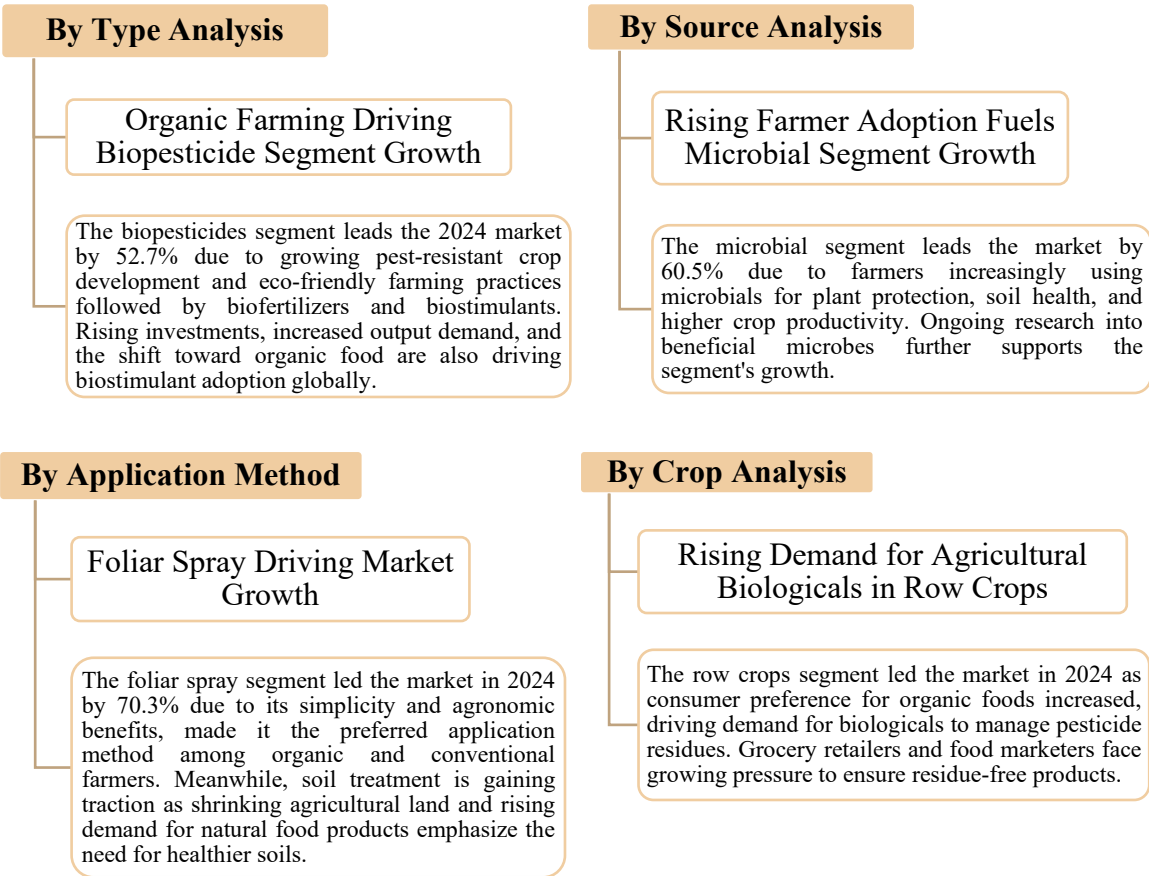 By Type Analysis
Organic Farming Driving
Biopesticide Segment Growth
The biopesticides segment leads the 2024 market
by 52.7% due to growing pest-resistant crop
development and eco-friendly farming practices
followed by biofertilizers and biostimulants.
Rising investments, increased output demand, and
the shift toward organic food are also driving
biostimulant adoption globally.
By Source Analysis
Rising Farmer Adoption Fuels
Microbial Segment Growth
The microbial segment leads the market by
60.5% due to farmers increasingly using
microbials for plant protection, soil health, and
higher crop productivity. Ongoing research into
beneficial microbes further supports the
segment's growth.
By Application Method
Foliar Spray Driving Market
Growth
The foliar spray segment led the market in 2024
by 70.3% due to its simplicity and agronomic
benefits, made it the preferred application
method among organic and conventional
farmers. Meanwhile, soil treatment is gaining
traction as shrinking agricultural land and rising
demand for natural food products emphasize the
need for healthier soils.
By Crop Analysis
Rising Demand for Agricultural
Biologicals in Row Crops
The row crops segment led the market in 2024 as
consumer preference for organic foods increased,
driving demand for biologicals to manage pesticide
residues. Grocery retailers and food marketers face
growing pressure to ensure residue-free products.